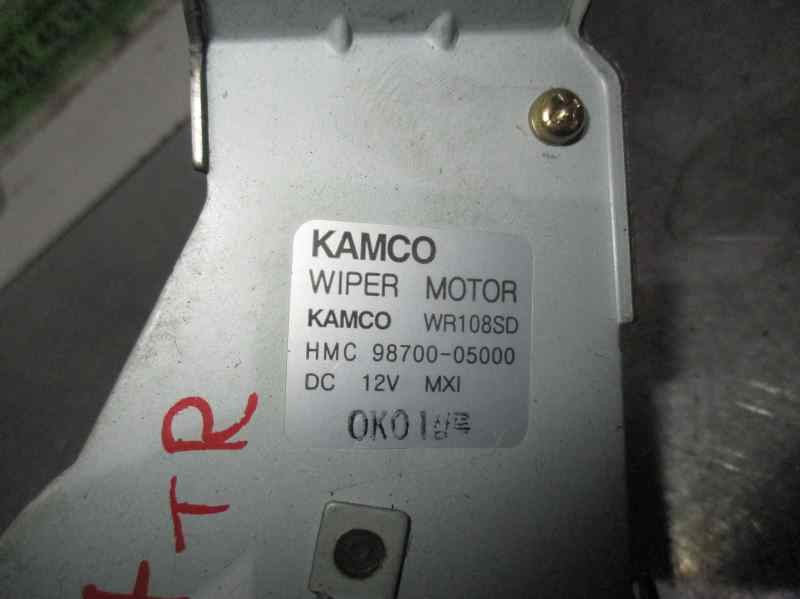 KAMCO
WIPER MOTOR
KAMCO WR108SD
HMC 98700-05000
DC 12V MXI
0K01
TR